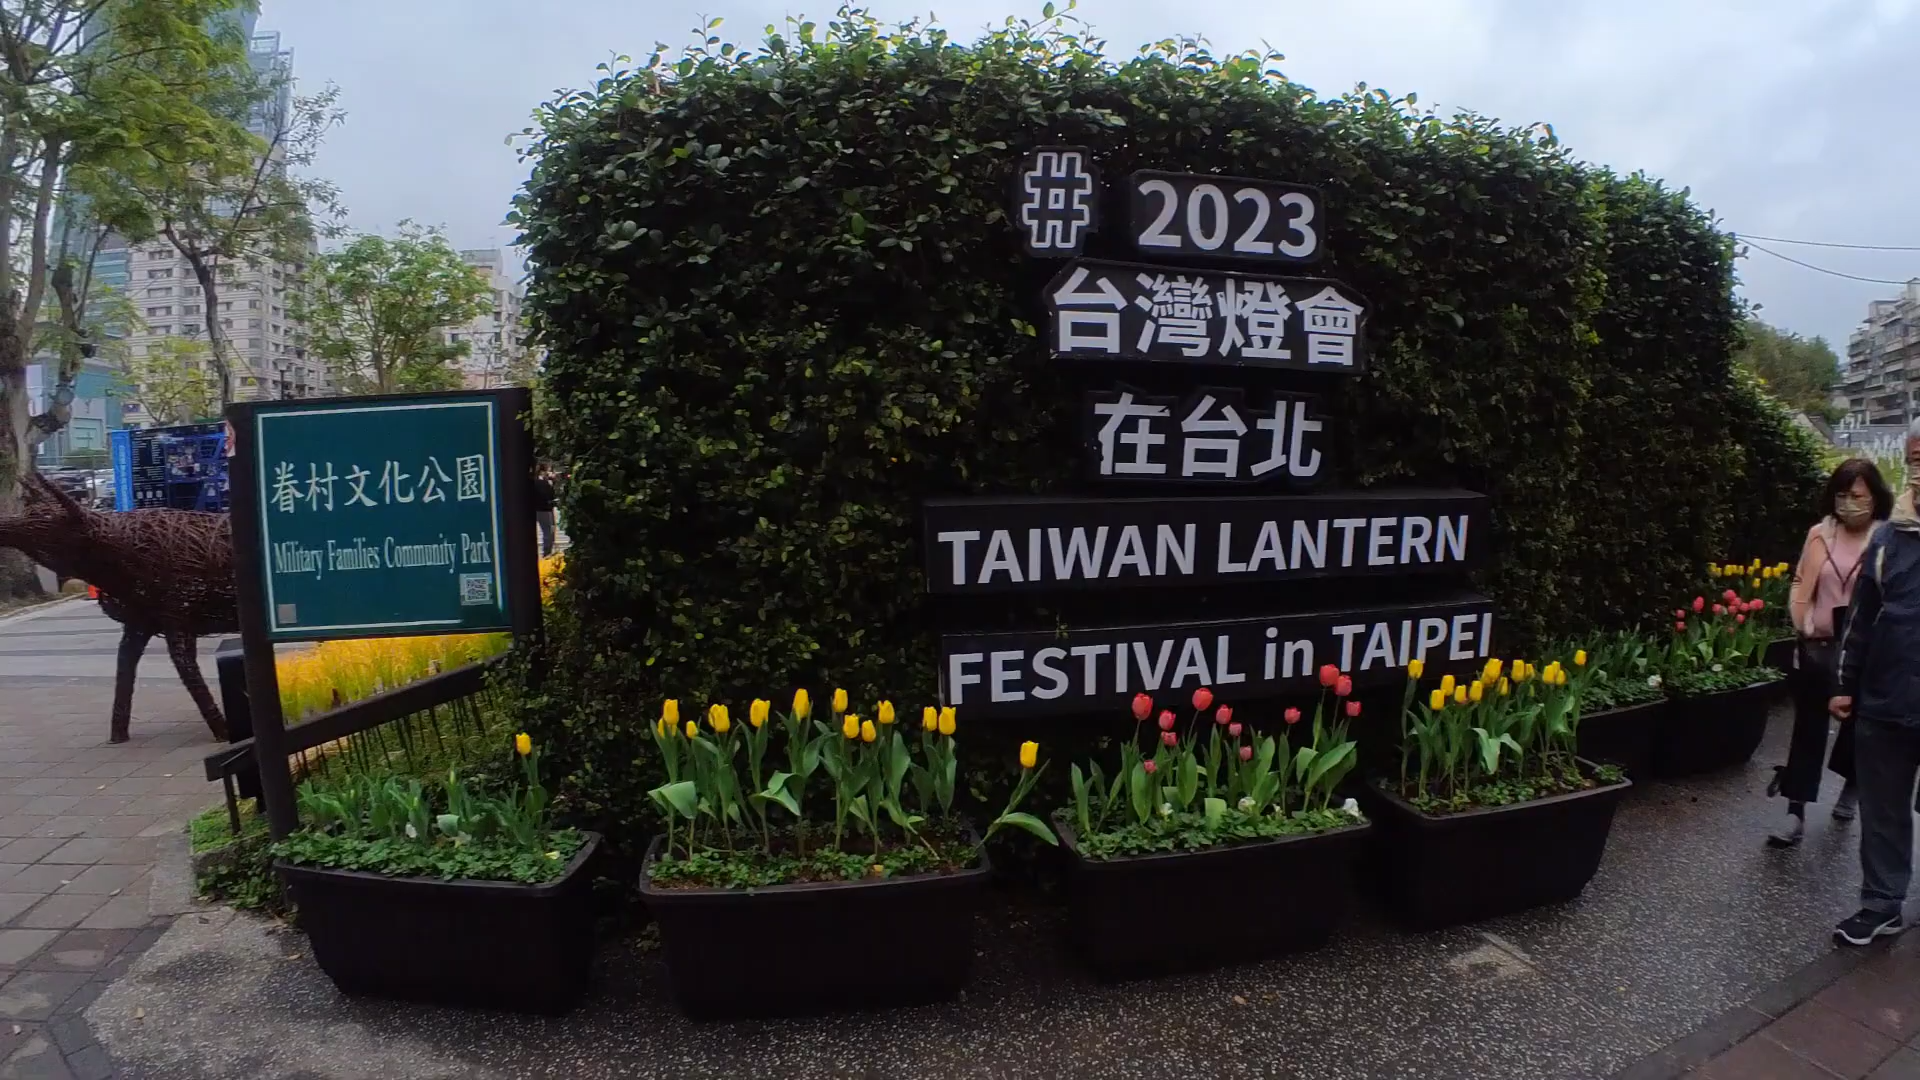 眷村文化公園
Military Families Community Park
# 2023
台灣燈會
在台北
TAIWAN LANTERN
FESTIVAL in TAIPEI